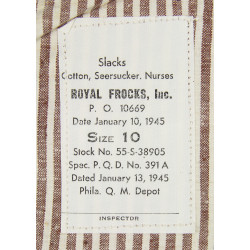 Slacks
Cotton, Seersucker, Nurses
ROYAL FROCKS, Inc.
P. O. 10669
Date January 10, 1945
SIZE 10
Stock No. 55-S-38905
Spec. P. Q. D. No. 391 A
Dated January 13, 1945
Phila. Q. M. Depot
INSPECTOR